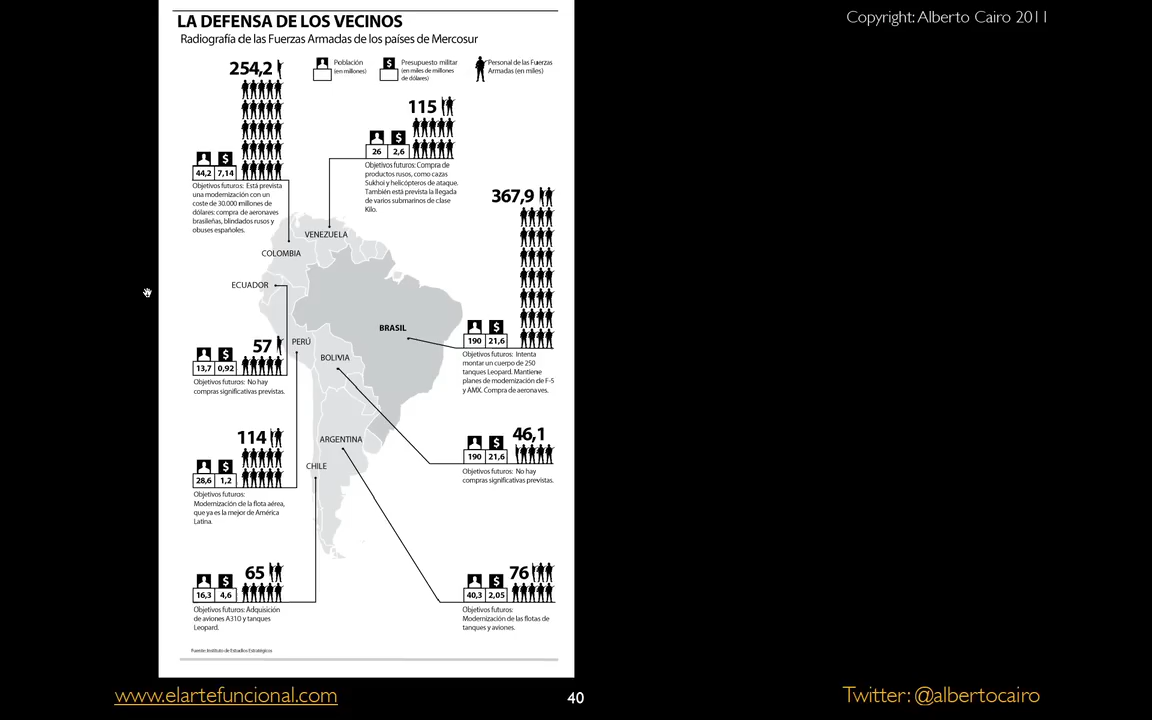 Copyright: Alberto Cairo 2011
LA DEFENSA DE LOS VECINOS
Radiografía de las Fuerzas Armadas de los países de Mercosur
Población
(en millones)
$
Presupuesto militar
(en miles de millones
de dólares)
Personal de las Fuerzas
Armadas (en miles)
254,2
$
44,2 7,14
Objetivos futuros: Está prevista
una modernización con un
coste de 30.000 millones de
dólares: compra de aeronaves
brasileñas, blindados rusos y
obuses españoles.
115
$
26 2,6
Objetivos futuros: Compra de
productos rusos, como cazas
Sukhoi y helicópteros de ataque.
También está prevista la llegada
de varios submarinos de clase
Kilo.
367,9
$
190 21,6
Objetivos futuros: Intenta
montar un cuerpo de 250
tanques Leopard. Mantiene
planes de modernización de F-5
y AMX. Compra de aeronaves.
VENEZUELA
COLOMBIA
ECUADOR
BRASIL
PERÚ
BOLIVIA
ARGENTINA
CHILE
57
$
13,7 0,92
Objetivos futuros: No hay
compras significativas previstas.
46,1
$
190 21,6
Objetivos futuros: No hay
compras significativas previstas.
114
$
28,6 1,2
Objetivos futuros:
Modernización de la flota aérea,
que ya es la mejor de América
Latina.
65
$
16,3 4,6
Objetivos futuros: Adquisición
de aviones A310 y tanques
Leopard.
76
$
40,3 2,05
Objetivos futuros:
Modernización de las flotas de
tanques y aviones.
Fuente: Instituto de Estudios Estratégicos
www.elartefuncional.com
40
Twitter: @albertocairo